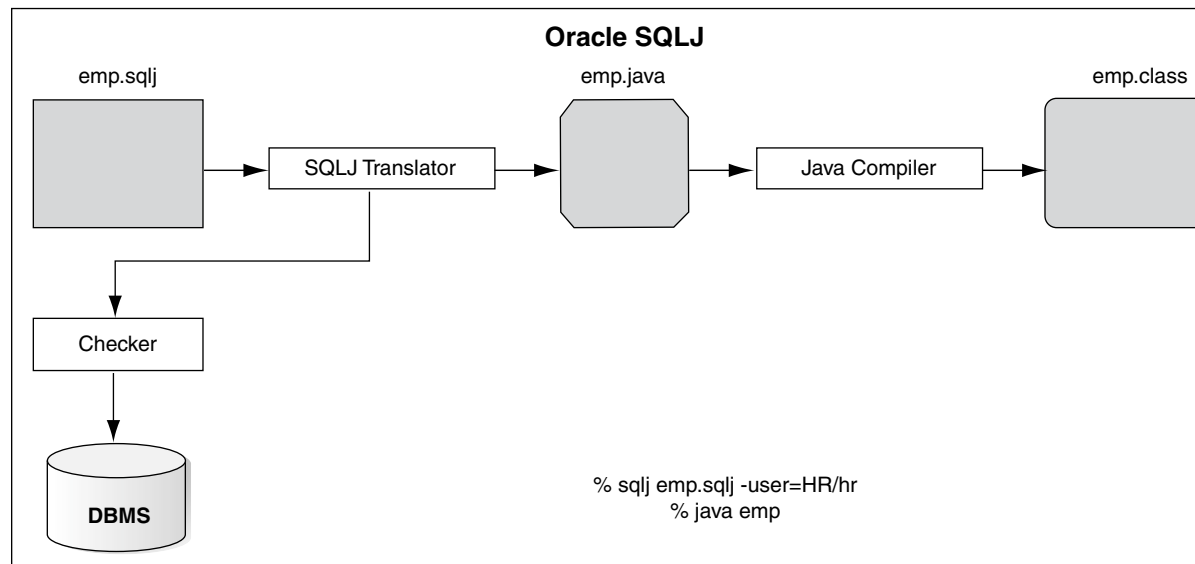 Oracle SQLJ
emp.sqlj
emp.java
emp.class
SQLJ Translator
Java Compiler
Checker
DBMS
% sqlj emp.sqlj -user=HR/hr
% java emp